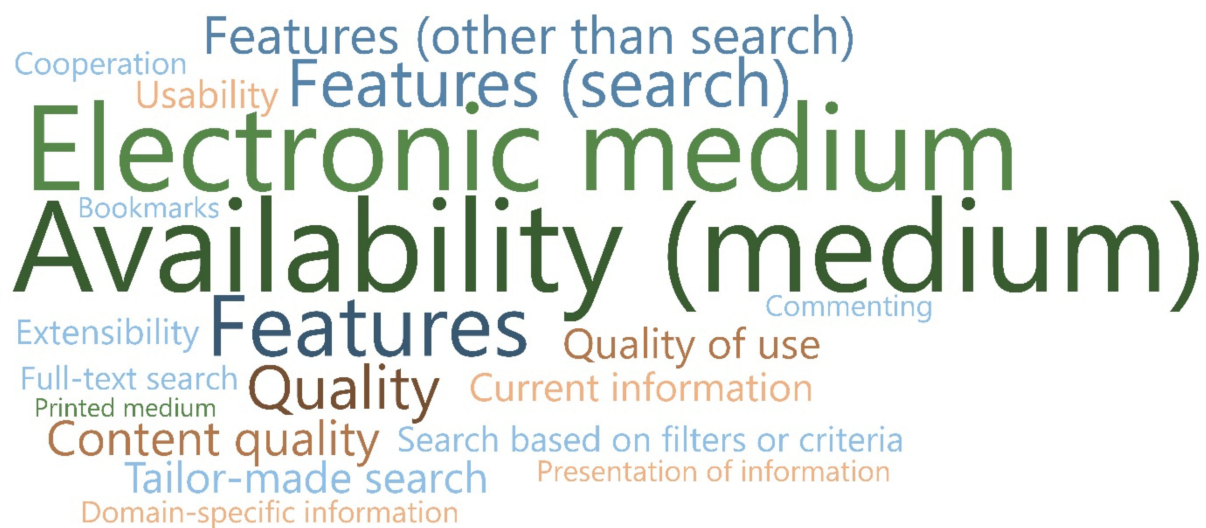 Features (other than search)
Cooperation
Usability
Features (search)
Electronic medium
Bookmarks
Availability (medium)
Commenting
Extensibility
Features
Quality of use
Full-text search
Quality
Current information
Printed medium
Content quality
Search based on filters or criteria
Tailor-made search
Presentation of information
Domain-specific information